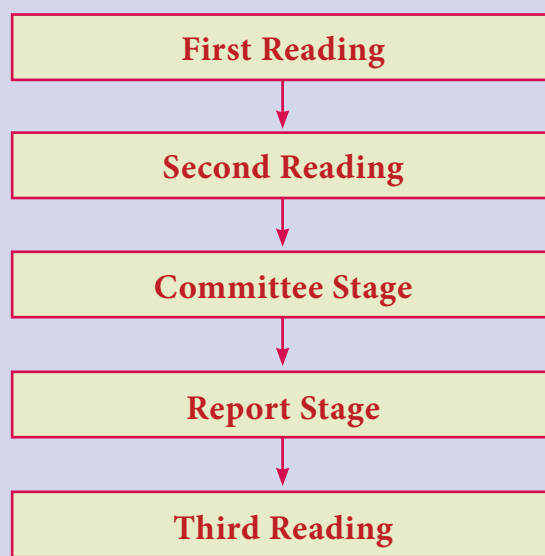 First Reading
Second Reading
Committee Stage
Report Stage
Third Reading